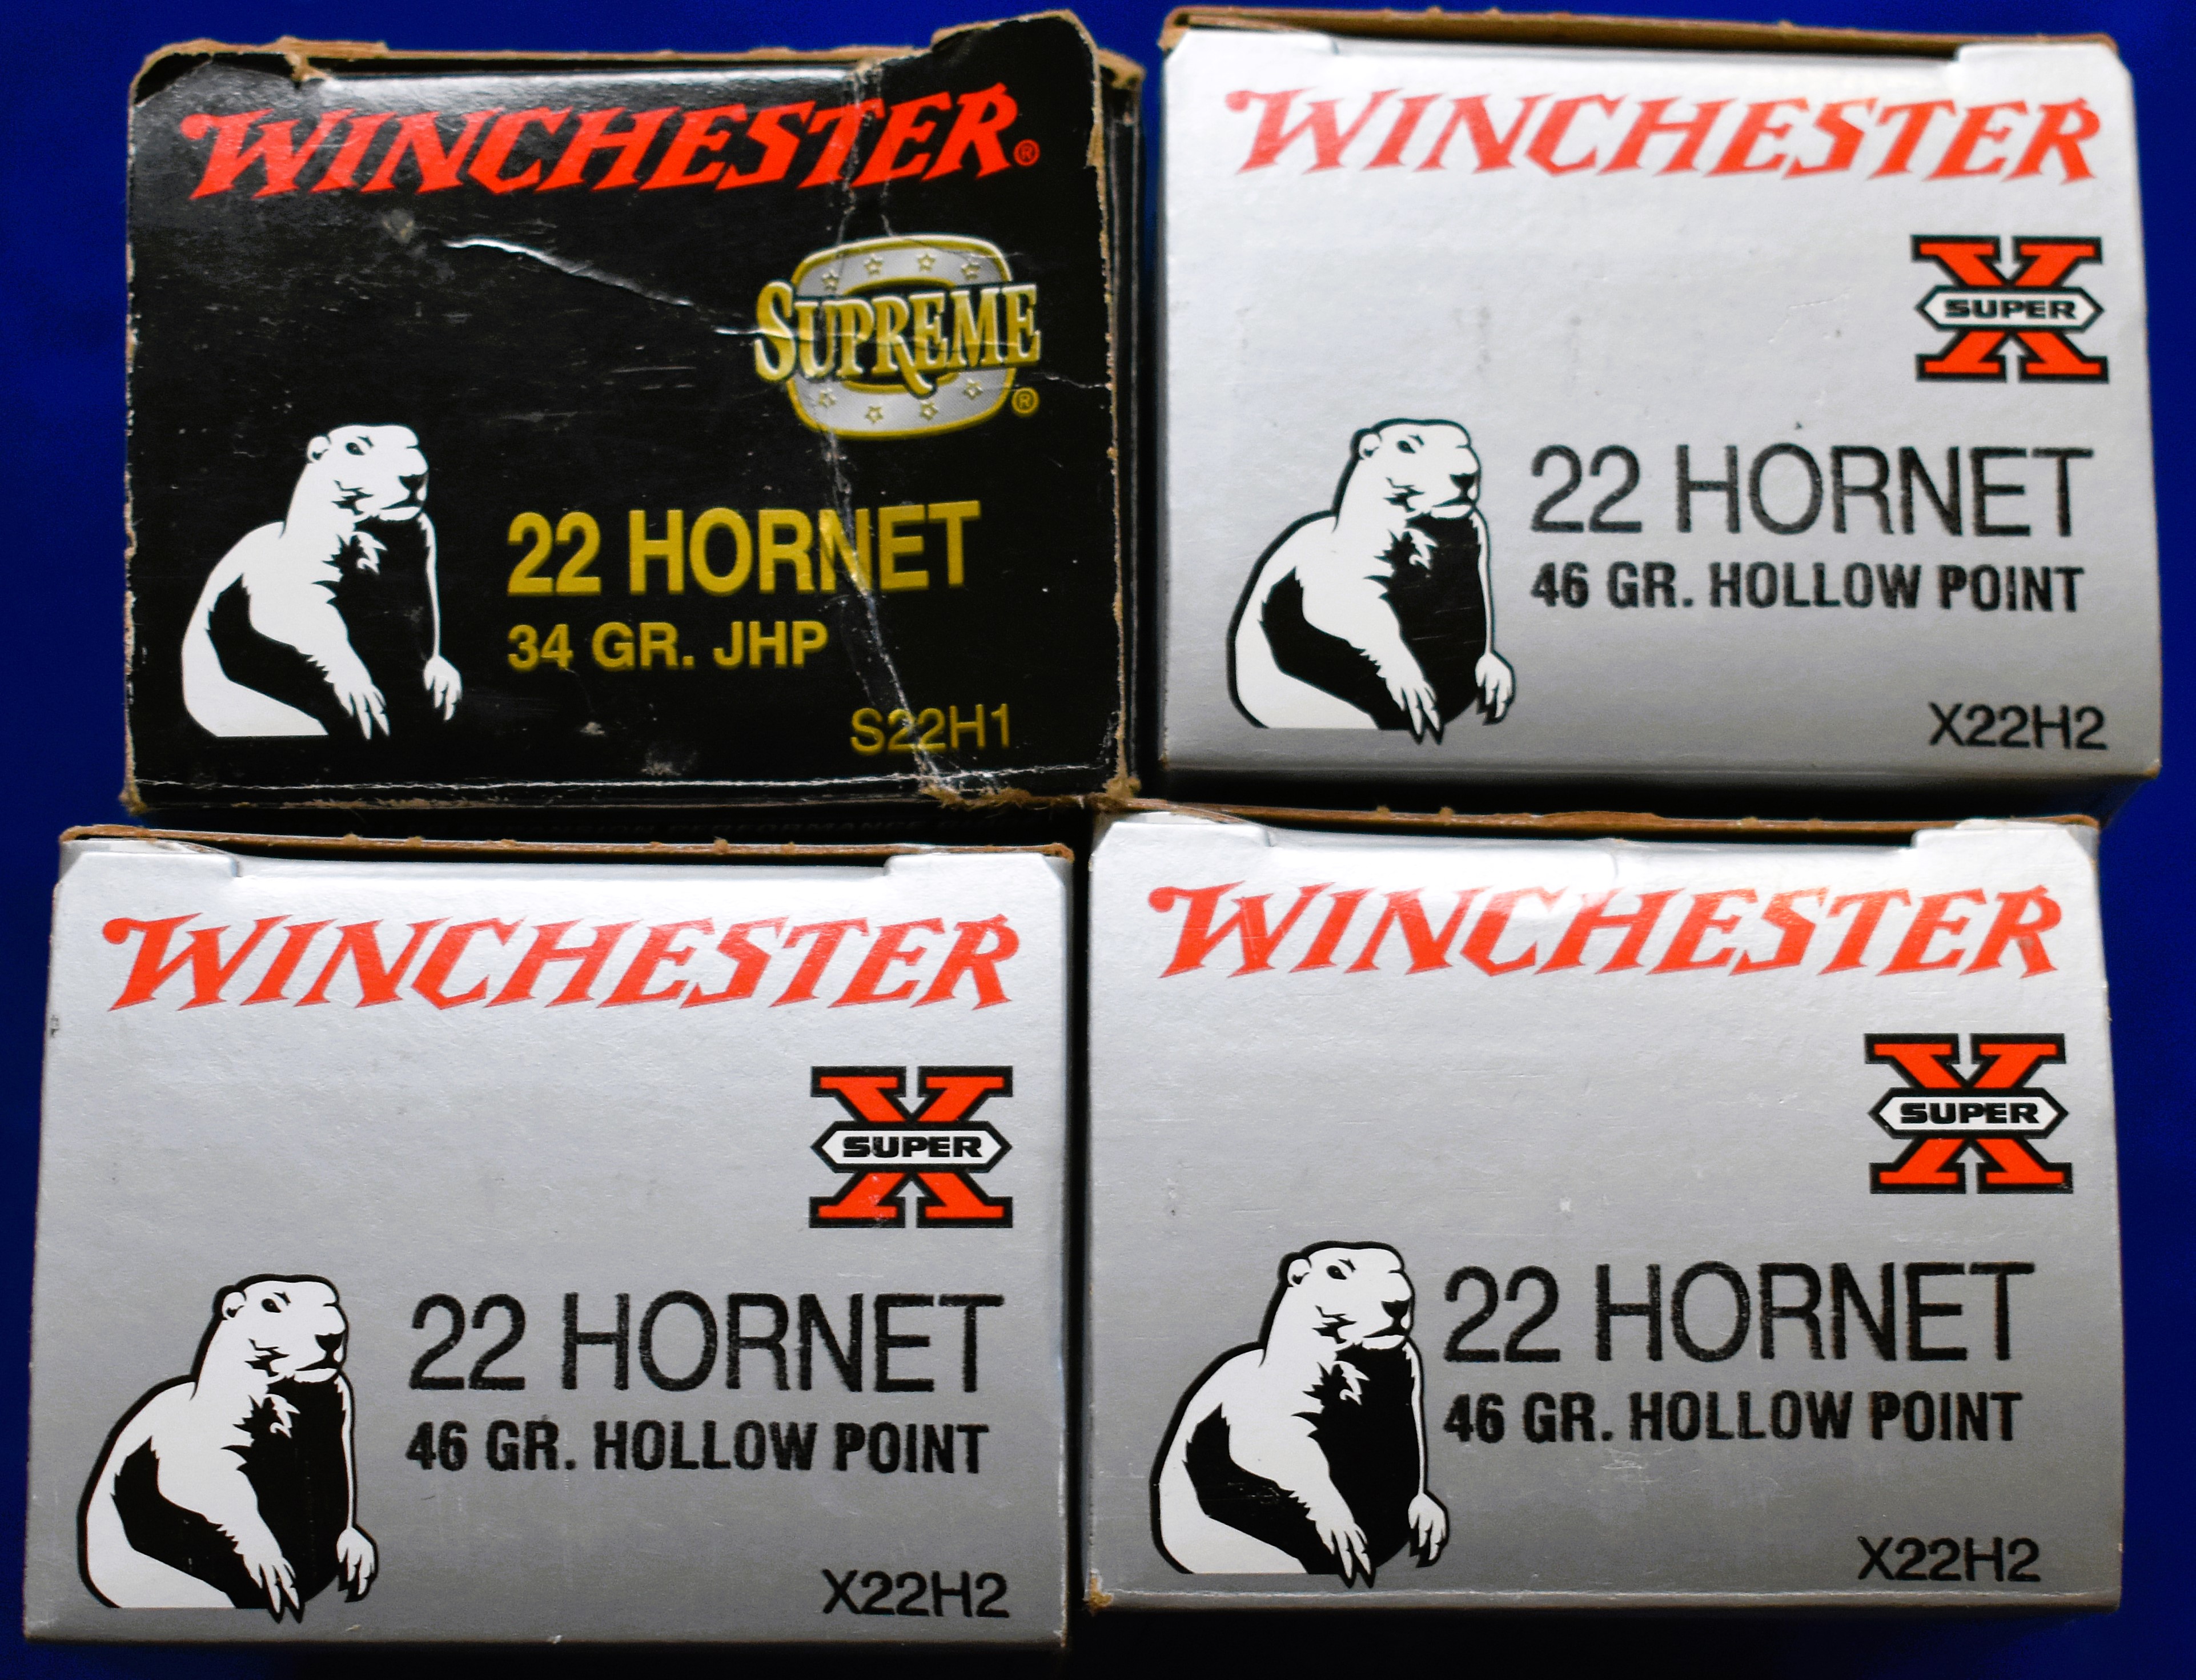 WINCHESTER®
SUPREME®
22 HORNET
34 GR. JHP
S22H1
WINCHESTER
X SUPER
22 HORNET
46 GR. HOLLOW POINT
X22H2
WINCHESTER
X SUPER
22 HORNET
46 GR. HOLLOW POINT
X22H2
WINCHESTER
X SUPER
22 HORNET
46 GR. HOLLOW POINT
X22H2